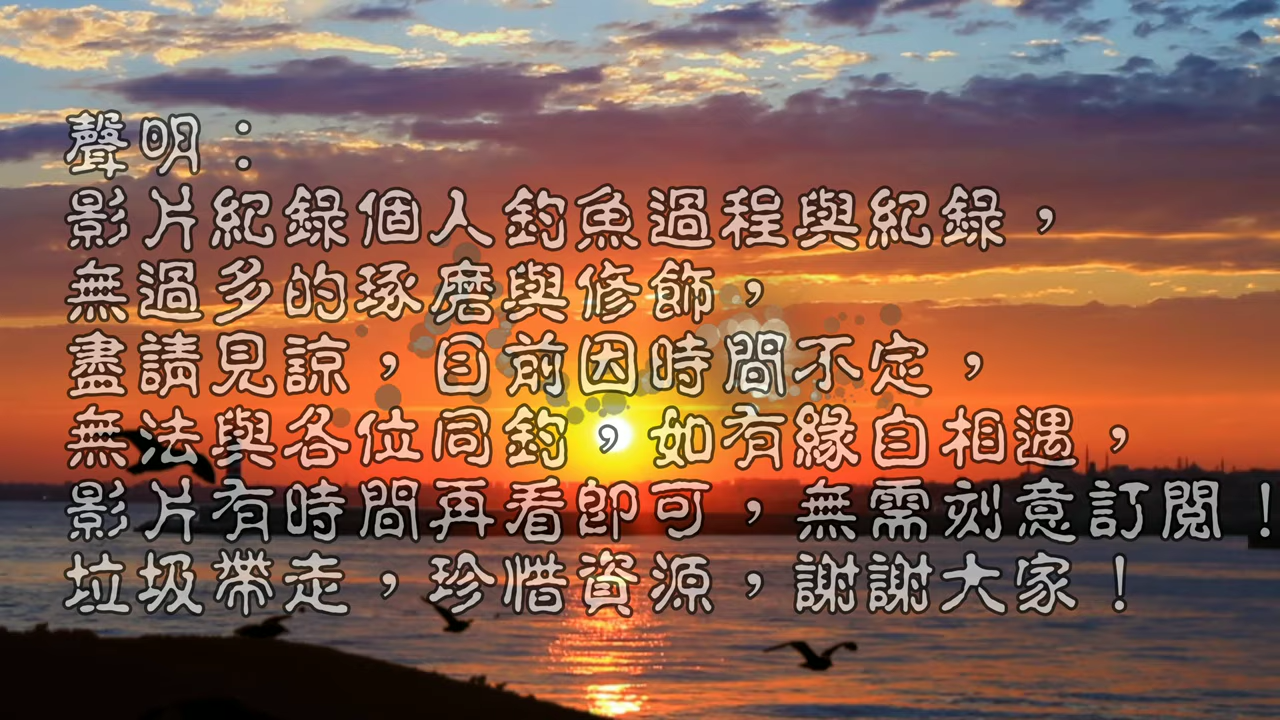 聲明：
影片紀錄個人釣魚過程與紀錄，
無過多的琢磨與修飾，
盡請見諒，目前因時間不定，
無法與各位同釣，如有緣自相遇，
影片有時間再看即可，無需刻意訂閱！
垃圾帶走，珍惜資源，謝謝大家！